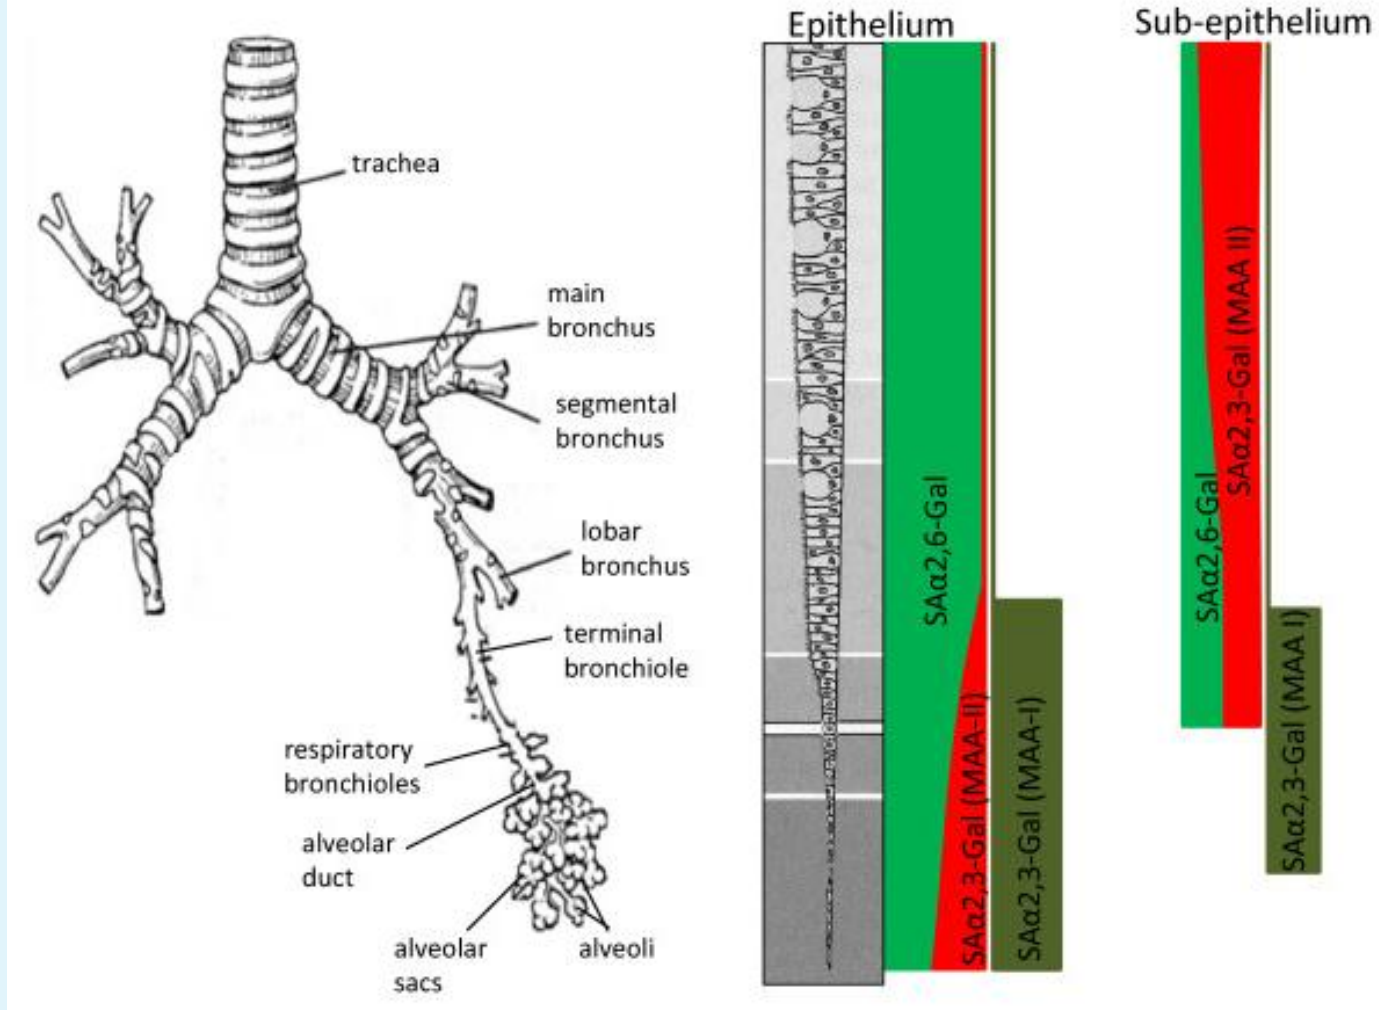 trachea
main
bronchus
segmental
bronchus
lobar
bronchus
terminal
bronchiole
respiratory
bronchioles
alveolar
duct
alveolar
sacs
alveoli
Epithelium
SAα2,6-Gal
SAα2,3-Gal (MAA-II)
SAα2,3-Gal (MAA-I)
Sub-epithelium
SAα2,6-Gal
SAα2,3-Gal (MAA II)
SAα2,3-Gal (MAA I)